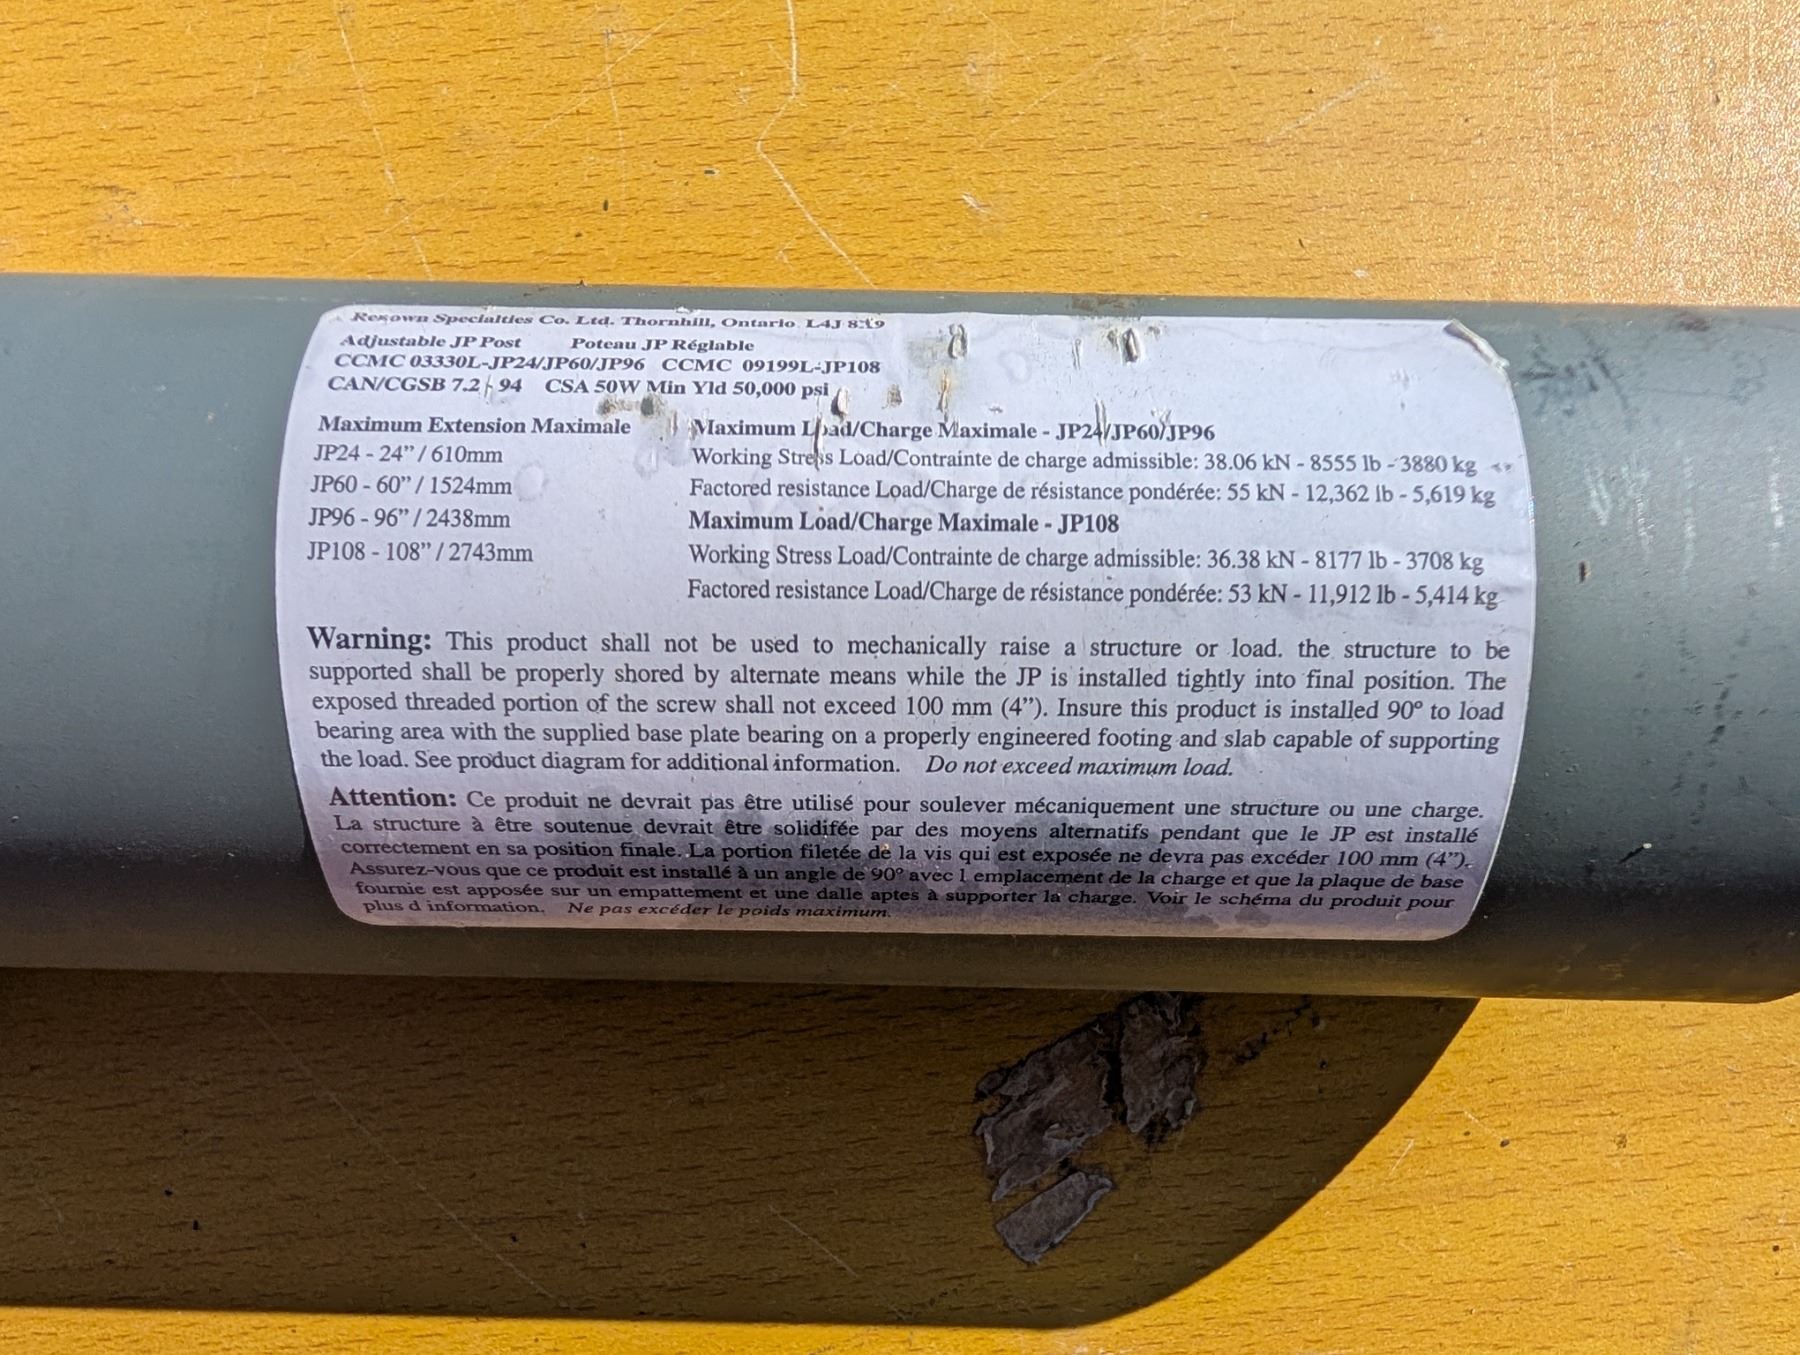 Renown Specialties Co. Ltd. Thornhill, Ontario L4J
Adjustable JP Post Poteau JP Réglable
CCMC 03330L-JP24/JP60/JP96 CCMC 09199L-JP108
CAN/CGSB 7.2 - 94 CSA 50W Min Yld 50,000 psi
Maximum Extension Maximale
JP24 - 24” / 610mm
JP60 - 60” / 1524mm
JP96 - 96” / 2438mm
JP108 - 108” / 2743mm
Maximum Load/Charge Maximale - JP24/JP60/JP96
Working Stress Load/Contrainte de charge admissible: 38.06 kN - 8555 lb - 3880 kg
Factored resistance Load/Charge de résistance pondérée: 55 kN - 12,362 lb - 5,619 kg
Maximum Load/Charge Maximale - JP108
Working Stress Load/Contrainte de charge admissible: 36.38 kN - 8177 lb - 3708 kg
Factored resistance Load/Charge de résistance pondérée: 53 kN - 11,912 lb - 5,414 kg
Warning: This product shall not be used to mechanically raise a structure or load. the structure to be
supported shall be properly shored by alternate means while the JP is installed tightly into final position. The
exposed threaded portion of the screw shall not exceed 100 mm (4”). Insure this product is installed 90° to load
bearing area with the supplied base plate bearing on a properly engineered footing and slab capable of supporting
the load. See product diagram for additional information. Do not exceed maximum load.
Attention: Ce produit ne devrait pas être utilisé pour soulever mécaniquement une structure ou une charge.
La structure à être soutenue devrait être solidifée par des moyens alternatifs pendant que le JP est installé
correctement en sa position finale. La portion filetée de la vis qui est exposée ne devra pas excéder 100 mm (4”).
Assurez-vous que ce produit est installé à un angle de 90° avec l emplacement de la charge et que la plaque de base
fournie est apposée sur un empattement et une dalle aptes à supporter la charge. Voir le schéma du produit pour
plus d information. Ne pas excéder le poids maximum.